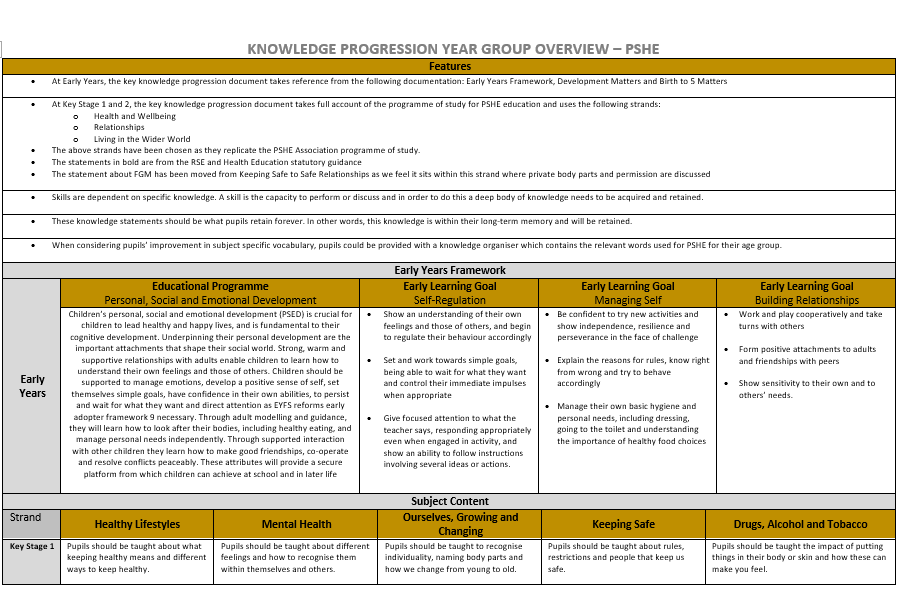 KNOWLEDGE PROGRESSION YEAR GROUP OVERVIEW – PSHE
Features
• At Early Years, the key knowledge progression document takes reference from the following documentation: Early Years Framework, Development Matters and Birth to 5 Matters
• At Key Stage 1 and 2, the key knowledge progression document takes full account of the programme of study for PSHE education and uses the following strands:
o Health and Wellbeing
o Relationships
o Living in the Wider World
• The above strands have been chosen as they replicate the PSHE Association programme of study.
• The statements in bold are from the RSE and Health Education statutory guidance
• The statement about FGM has been moved from Keeping Safe to Safe Relationships as we feel it sits within this strand where private body parts and permission are discussed
• Skills are dependent on specific knowledge. A skill is the capacity to perform or discuss and in order to do this a deep body of knowledge needs to be acquired and retained.
• These knowledge statements should be what pupils retain forever. In other words, this knowledge is within their long-term memory and will be retained.
• When considering pupils' improvement in subject specific vocabulary, pupils could be provided with a knowledge organiser which contains the relevant words used for PSHE for their age group.
Early Years Framework
Early
Years
Educational Programme
Personal, Social and Emotional Development
Children's personal, social and emotional development (PSED) is crucial for
children to lead healthy and happy lives, and is fundamental to their
cognitive development. Underpinning their personal development are the
important attachments that shape their social world. Strong, warm and
supportive relationships with adults enable children to learn how to
understand their own feelings and those of others. Children should be
supported to manage emotions, develop a positive sense of self, set
themselves simple goals, have confidence in their own abilities, to persist
and wait for what they want and direct attention as EYFS reforms early
adopter framework 9 necessary. Through adult modelling and guidance,
they will learn how to look after their bodies, including healthy eating, and
manage personal needs independently. Through supported interaction
with other children they learn how to make good friendships, co-operate
and resolve conflicts peaceably. These attributes will provide a secure
platform from which children can achieve at school and in later life
Early Learning Goal
Self-Regulation
• Show an understanding of their own
feelings and those of others, and begin
to regulate their behaviour accordingly
• Set and work towards simple goals,
being able to wait for what they want
and control their immediate impulses
when appropriate
• Give focused attention to what the
teacher says, responding appropriately
even when engaged in activity, and
show an ability to follow instructions
involving several ideas or actions.
Early Learning Goal
Managing Self
• Be confident to try new activities and
show independence, resilience and
perseverance in the face of challenge
• Explain the reasons for rules, know right
from wrong and try to behave
accordingly
• Manage their own basic hygiene and
personal needs, including dressing,
going to the toilet and understanding
the importance of healthy food choices
Early Learning Goal
Building Relationships
• Work and play cooperatively and take
turns with others
• Form positive attachments to adults
and friendships with peers
• Show sensitivity to their own and to
others' needs.
Subject Content
Strand
Healthy Lifestyles
Mental Health
Ourselves, Growing and
Changing
Keeping Safe
Drugs, Alcohol and Tobacco
Key Stage 1
Pupils should be taught about what
keeping healthy means and different
ways to keep healthy.
Pupils should be taught about different
feelings and how to recognise them
within themselves and others.
Pupils should be taught to recognise
individuality, naming body parts and
how we change from young to old.
Pupils should be taught about rules,
restrictions and people that keep us
safe.
Pupils should be taught the impact of putting
things in their body or skin and how these can
make you feel.